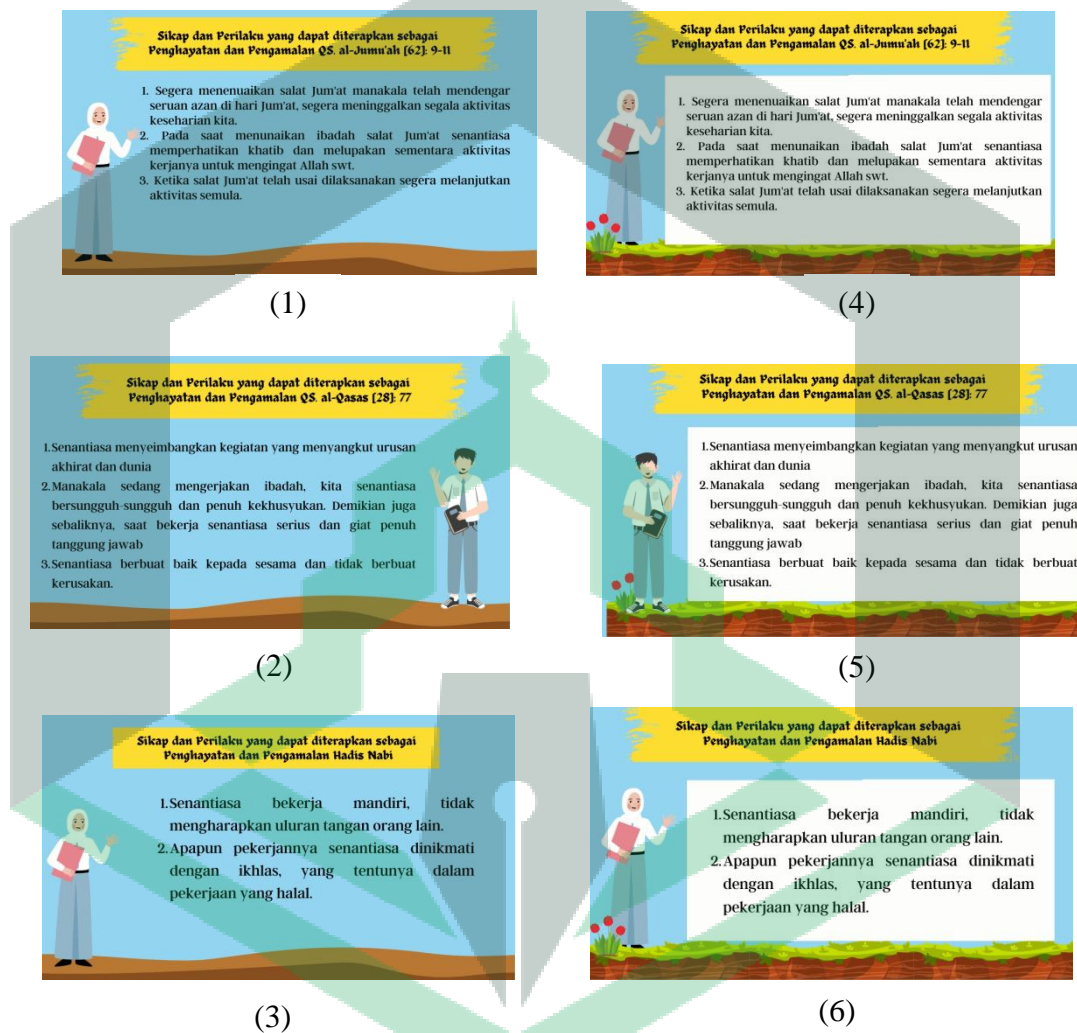 Sikap dan Perilaku yang dapat diterapkan sebagai
Penghayatan dan Pengamalan QS. al-Jumu'ah [62]: 9-11
1. Segera menenuaikan salat Jum'at manakala telah mendengar
seruan azan di hari Jum'at, segera meninggalkan segala aktivitas
keseharian kita.
2. Pada saat menunaikan ibadah salat Jum'at senantiasa
memperhatikan khatib dan melupakan sementara aktivitas
kerjanya untuk mengingat Allah swt.
3. Ketika salat Jum'at telah usai dilaksanakan segera melanjutkan
aktivitas semula.
(1)
Sikap dan Perilaku yang dapat diterapkan sebagai
Penghayatan dan Pengamalan QS. al-Jumu'ah [62]: 9-11
1. Segera menenuaikan salat Jum'at manakala telah mendengar
seruan azan di hari Jum'at, segera meninggalkan segala aktivitas
keseharian kita.
2. Pada saat menunaikan ibadah salat Jum'at senantiasa
memperhatikan khatib dan melupakan sementara aktivitas
kerjanya untuk mengingat Allah swt.
3. Ketika salat Jum'at telah usai dilaksanakan segera melanjutkan
aktivitas semula.
(4)
Sikap dan Perilaku yang dapat diterapkan sebagai
Penghayatan dan Pengamalan QS. al-Qasas [28]: 77
1.Senantiasa menyeimbangkan kegiatan yang menyangkut urusan
akhirat dan dunia
2.Manakala sedang mengerjakan ibadah, kita senantiasa
bersungguh-sungguh dan penuh kekhusyukan. Demikian juga
sebaliknya, saat bekerja senantiasa serius dan giat penuh
tanggung jawab
3.Senantiasa berbuat baik kepada sesama dan tidak berbuat
kerusakan.
(2)
Sikap dan Perilaku yang dapat diterapkan sebagai
Penghayatan dan Pengamalan QS. al-Qasas [28]: 77
1.Senantiasa menyeimbangkan kegiatan yang menyangkut urusan
akhirat dan dunia
2.Manakala sedang mengerjakan ibadah, kita senantiasa
bersungguh-sungguh dan penuh kekhusyukan. Demikian juga
sebaliknya, saat bekerja senantiasa serius dan giat penuh
tanggung jawab
3.Senantiasa berbuat baik kepada sesama dan tidak berbuat
kerusakan.
(5)
Sikap dan Perilaku yang dapat diterapkan sebagai
Penghayatan dan Pengamalan Hadis Nabi
1.Senantiasa bekerja mandiri, tidak
mengharapkan uluran tangan orang lain.
2.Apapun pekerjannya senantiasa dinikmati
dengan ikhlas, yang tentunya dalam
pekerjaan yang halal.
(3)
Sikap dan Perilaku yang dapat diterapkan sebagai
Penghayatan dan Pengamalan Hadis Nabi
1.Senantiasa bekerja mandiri, tidak
mengharapkan uluran tangan orang lain.
2.Apapun pekerjannya senantiasa dinikmati
dengan ikhlas, yang tentunya dalam
pekerjaan yang halal.
(6)